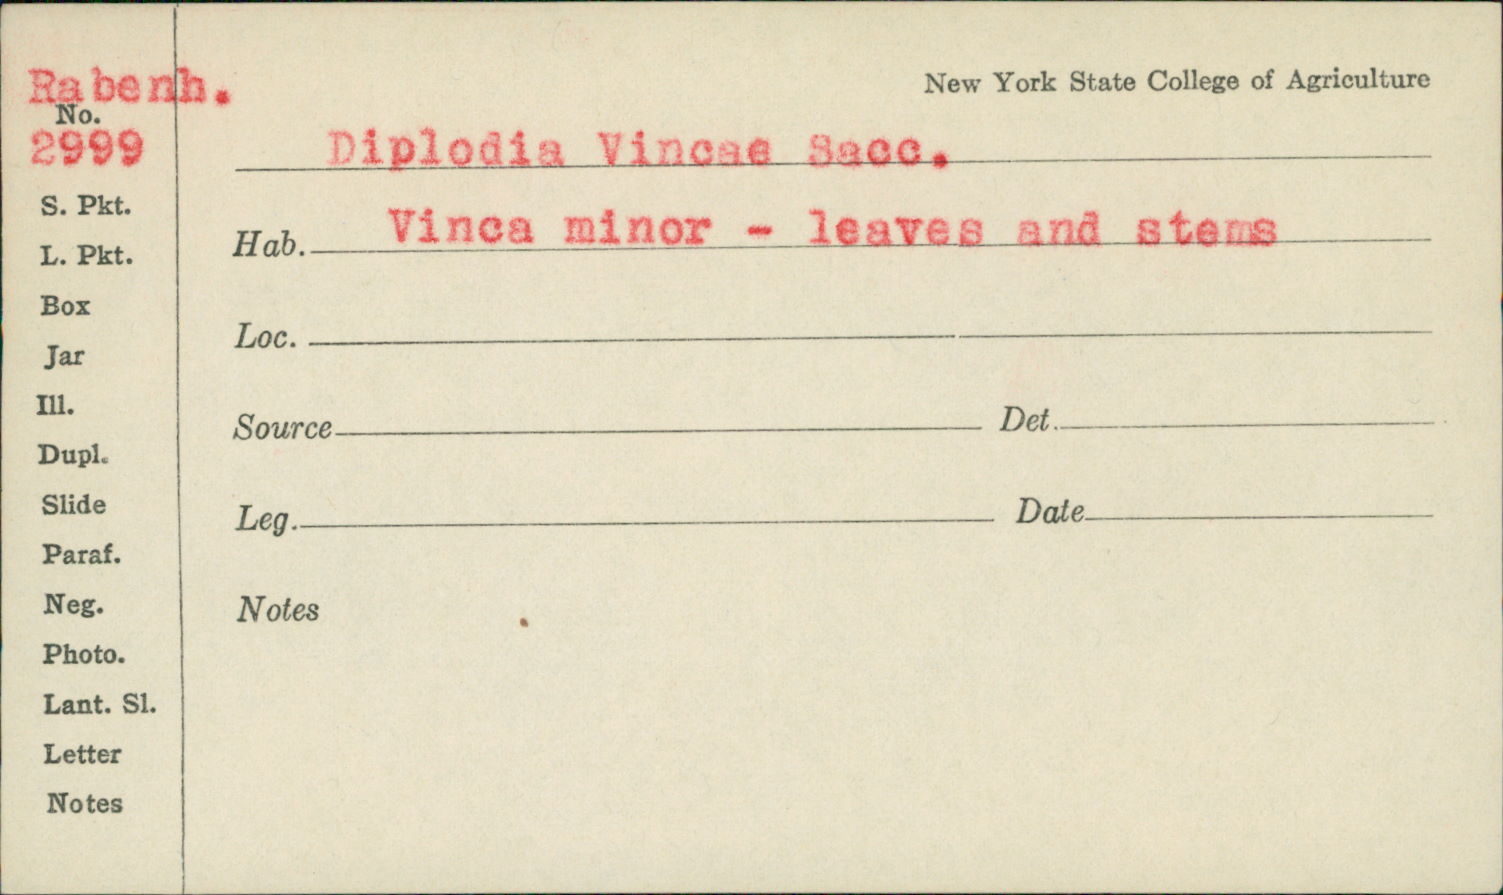 Rabenh.
New York State College of Agriculture
No.
2999
Diplodia Vincae Sacc.
S. Pkt.
Hab. Vinca minor - leaves and stems
L. Pkt.
Box
Loc.
Jar
Ill.
Source Det.
Dupl.
Slide
Leg. Date
Paraf.
Neg.
Notes
Photo.
Lant. Sl.
Letter
Notes